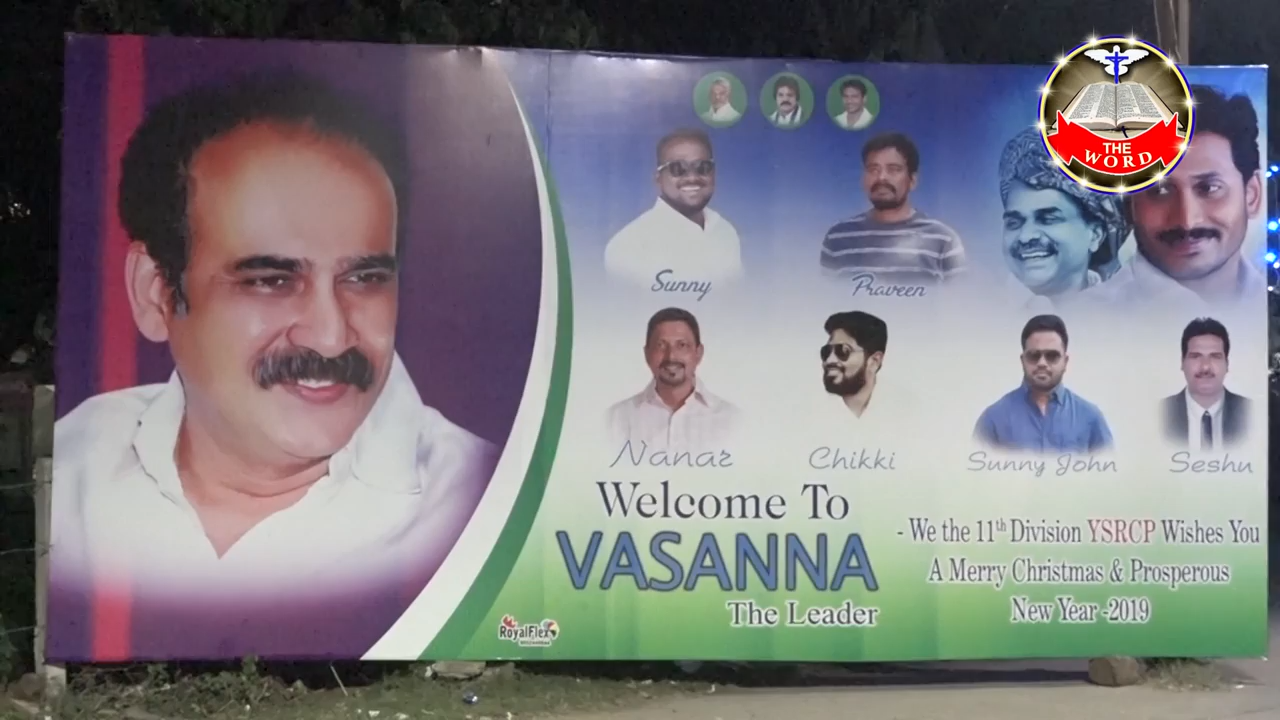 THE
WORD
Sunny
Praveen
Nanar
Chikki
Sunny John
Seshu
Welcome To
VASANNA
The Leader
- We the 11th Division YSRCP Wishes You
A Merry Christmas & Prosperous
New Year -2019
RoyalFlex